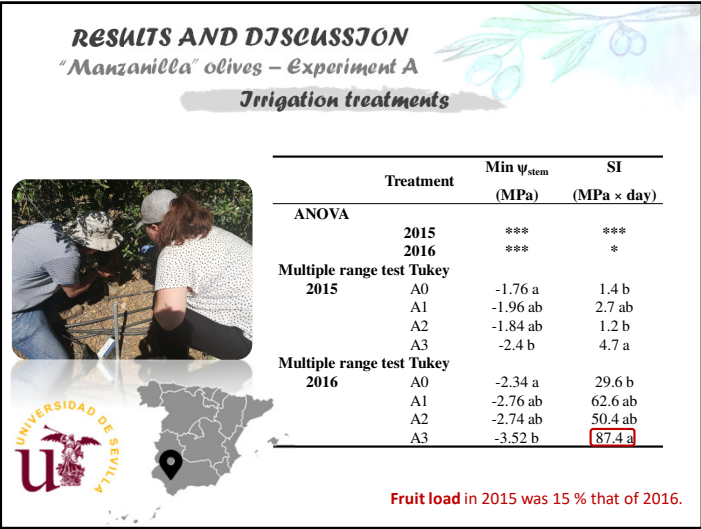 RESULTS AND DISCUSSION
“Manzanilla” olives – Experiment A
Irrigation treatments
Treatment Min ψstem (MPa) SI (MPa × day)
ANOVA
2015 *** ***
2016 *** *
Multiple range test Tukey
2015 A0 -1.76 a 1.4 b
A1 -1.96 ab 2.7 ab
A2 -1.84 ab 1.2 b
A3 -2.4 b 4.7 a
Multiple range test Tukey
2016 A0 -2.34 a 29.6 b
A1 -2.76 ab 62.6 ab
A2 -2.74 ab 50.4 ab
A3 -3.52 b 87.4 a
UNIVERSIDAD DE SEVILLA
u
Fruit load in 2015 was 15 % that of 2016.